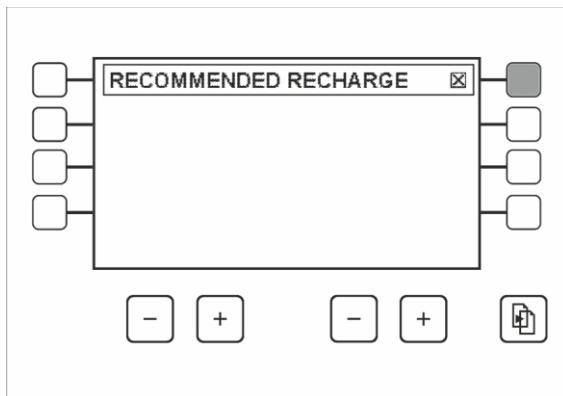 RECOMMENDED RECHARGE
- + - +